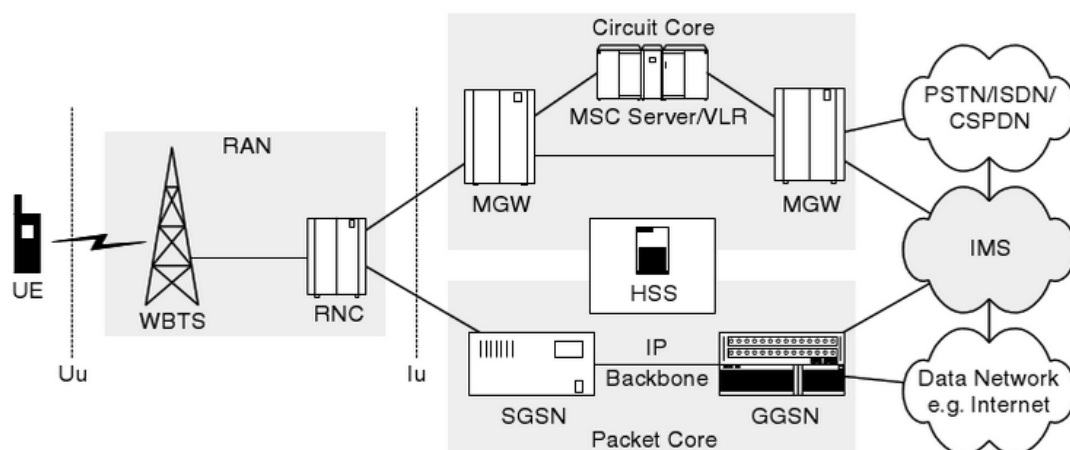 Circuit Core
MSC Server/VLR
PSTN/ISDN/
CSPDN
RAN
MGW
MGW
IMS
UE
WBTS
RNC
HSS
Uu
Iu
IP
Backbone
SGSN
GGSN
Data Network
e.g. Internet
Packet Core